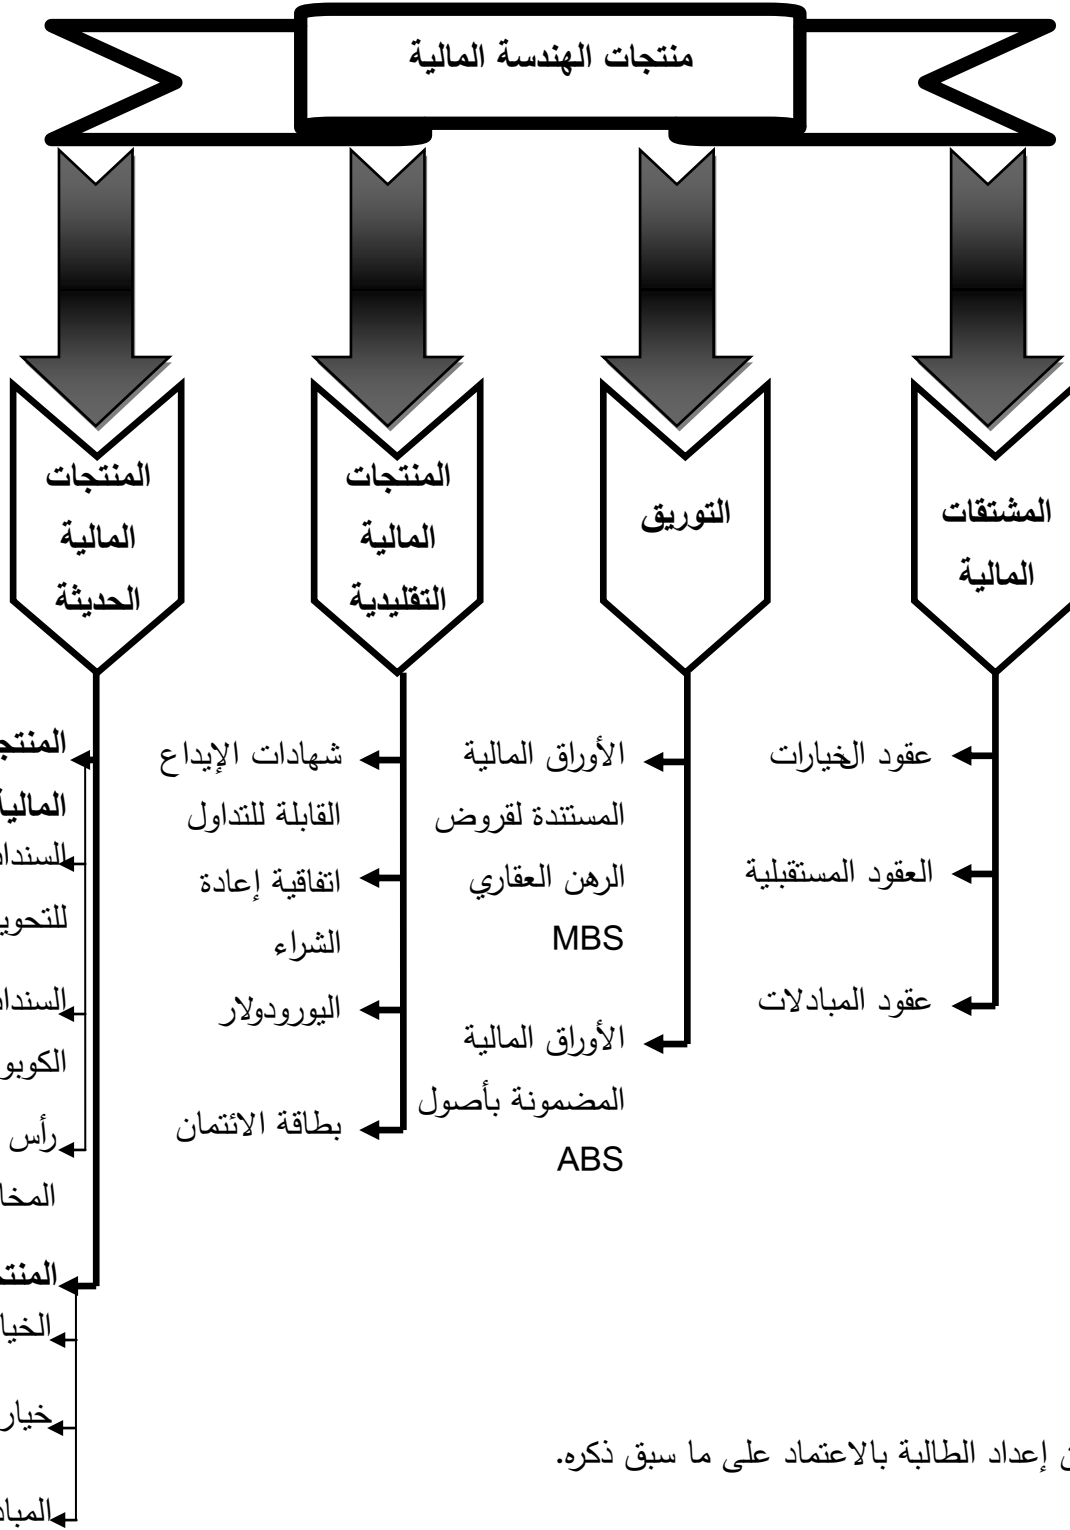 منتجات الهندسة المالية
المشتقات
المالية
عقود الخيارات
العقود المستقبلية
عقود المبادلات
التوريق
الأوراق المالية
المستندة لقروض
الرهن العقاري
MBS
الأوراق المالية
المضمونة بأصول
ABS
المنتجات
المالية
التقليدية
شهادات الإيداع
القابلة للتداول
اتفاقية إعادة
الشراء
اليورودولار
بطاقة الائتمان
المنتجات
المالية
الحديثة
المالية
رأس
خيار
إعداد الطالبة بالاعتماد على ما سبق ذكره.